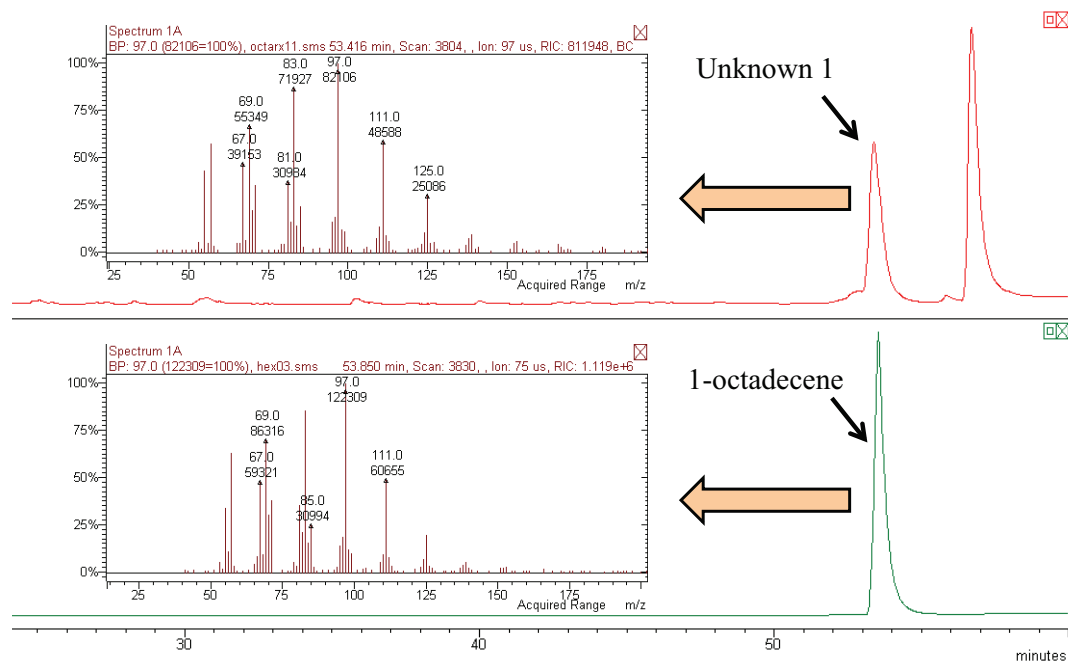 Spectrum 1A
BP: 97.0 (82106=100%), octarx11.sms 53.416 min, Scan: 3804, , Ion: 97 us, RIC: 811948, BC
100%
75%
50%
25%
0%
97.0
82106
83.0
71927
69.0
55349
111.0
48588
67.0
39153
81.0
30984
125.0
25086
25 50 75 100 125 150 175
Acquired Range m/z
Unknown 1
Spectrum 1A
BP: 97.0 (122309=100%), hex03.sms 53.850 min, Scan: 3830, , Ion: 75 us, RIC: 1.119e+6
100%
75%
50%
25%
0%
97.0
122309
69.0
86316
67.0
59321
111.0
60655
85.0
30994
25 50 75 100 125 150 175
Acquired Range m/z
1-octadecene
30 40 50
minutes